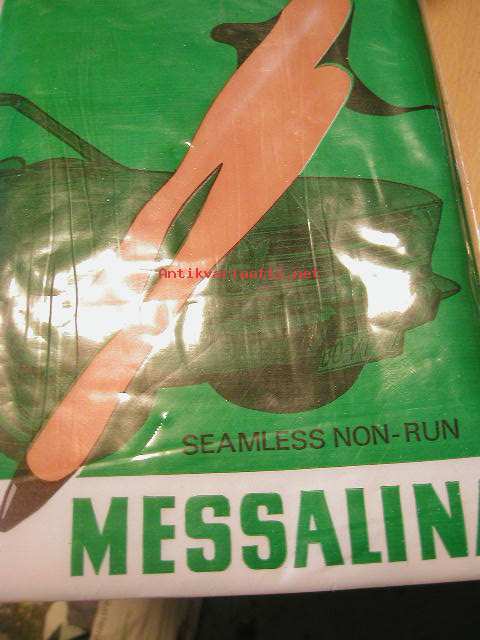 Antikvariaatti.net
SEAMLESS NON-RUN
MESSALINA